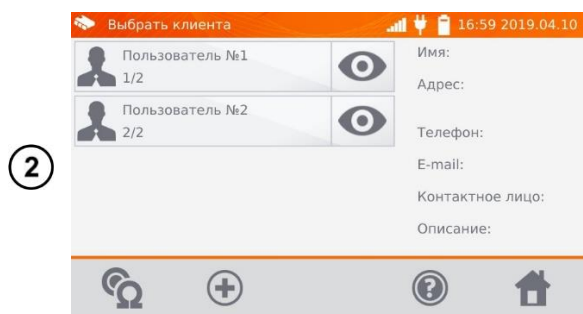 Выбрать клиента 16:59 2019.04.10
Пользователь №1
1/2
Пользователь №2
2/2
Имя:
Адрес:
Телефон:
E-mail:
Контактное лицо:
Описание:
2